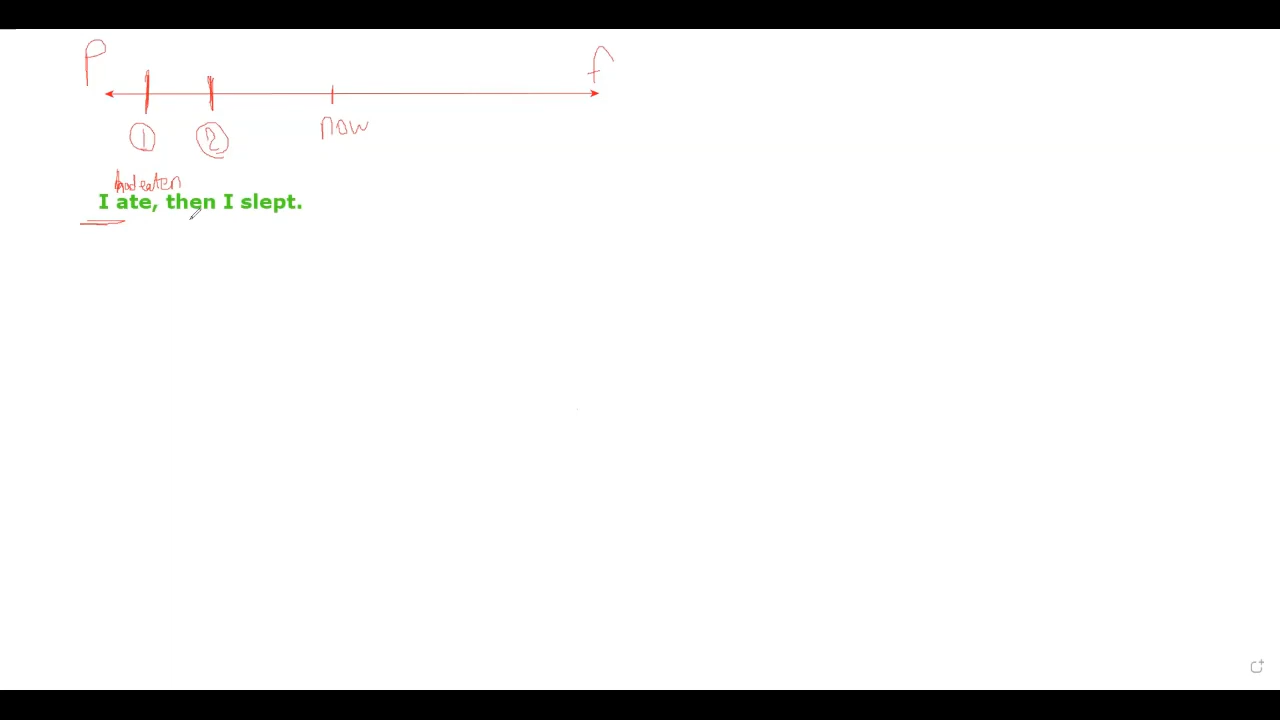 P f
1 2 now
had eaten
I ate, then I slept.